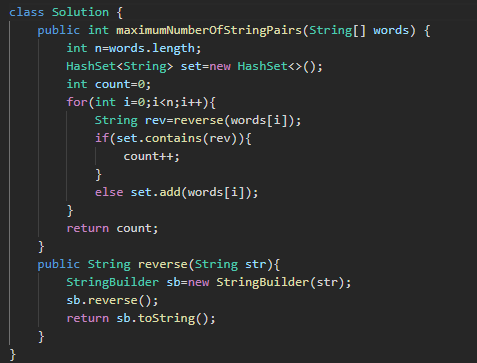 class Solution {
    public int maximumNumberOfStringPairs(String[] words) {
        int n=words.length;
        HashSet<String> set=new HashSet<>();
        int count=0;
        for(int i=0;i<n;i++){
            String rev=reverse(words[i]);
            if(set.contains(rev)){
                count++;
            }
            else set.add(words[i]);
        }
        return count;
    }
    public String reverse(String str){
        StringBuilder sb=new StringBuilder(str);
        sb.reverse();
        return sb.toString();
    }
}